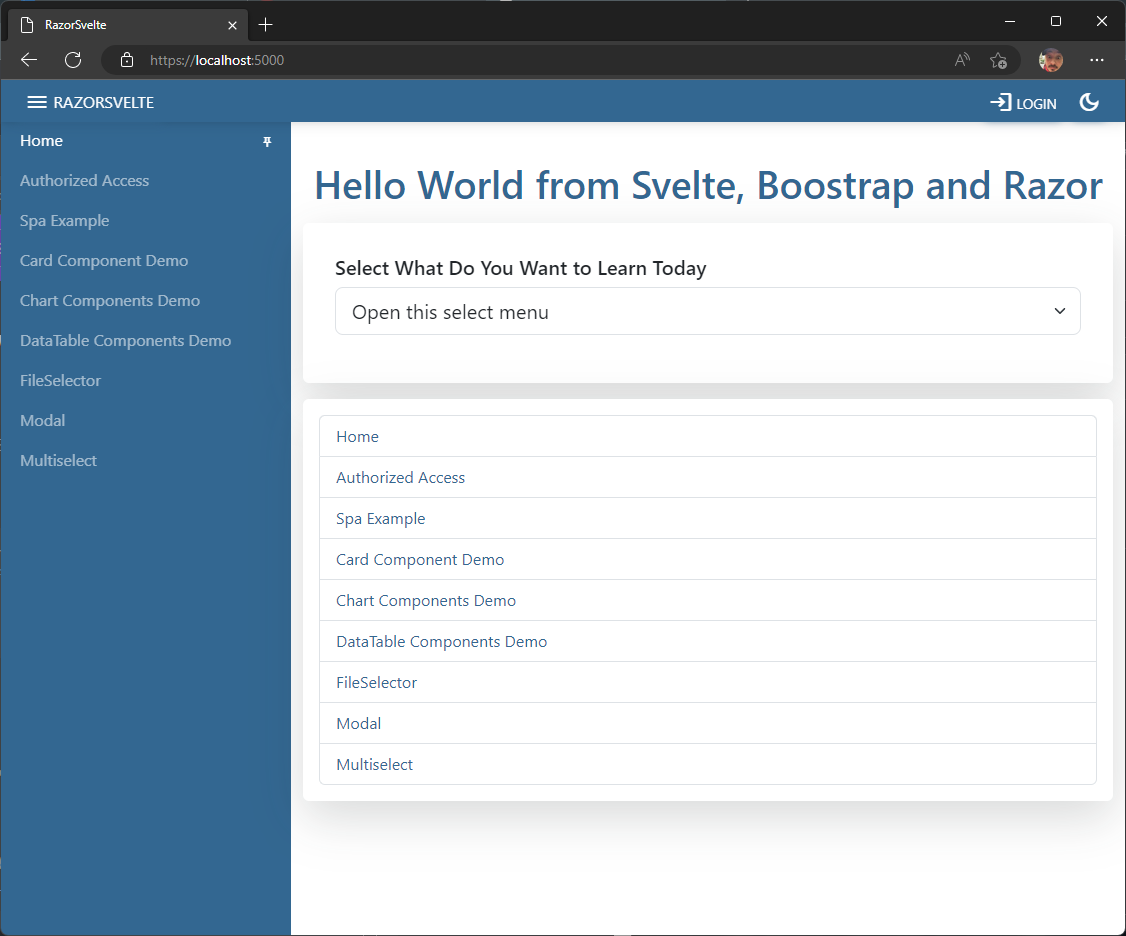 RazorSvelte
https://localhost:5000
RAZORSVELTE
LOGIN
Home
Authorized Access
Spa Example
Card Component Demo
Chart Components Demo
DataTable Components Demo
FileSelector
Modal
Multiselect
Hello World from Svelte, Boostrap and Razor
Select What Do You Want to Learn Today
Open this select menu
Home
Authorized Access
Spa Example
Card Component Demo
Chart Components Demo
DataTable Components Demo
FileSelector
Modal
Multiselect